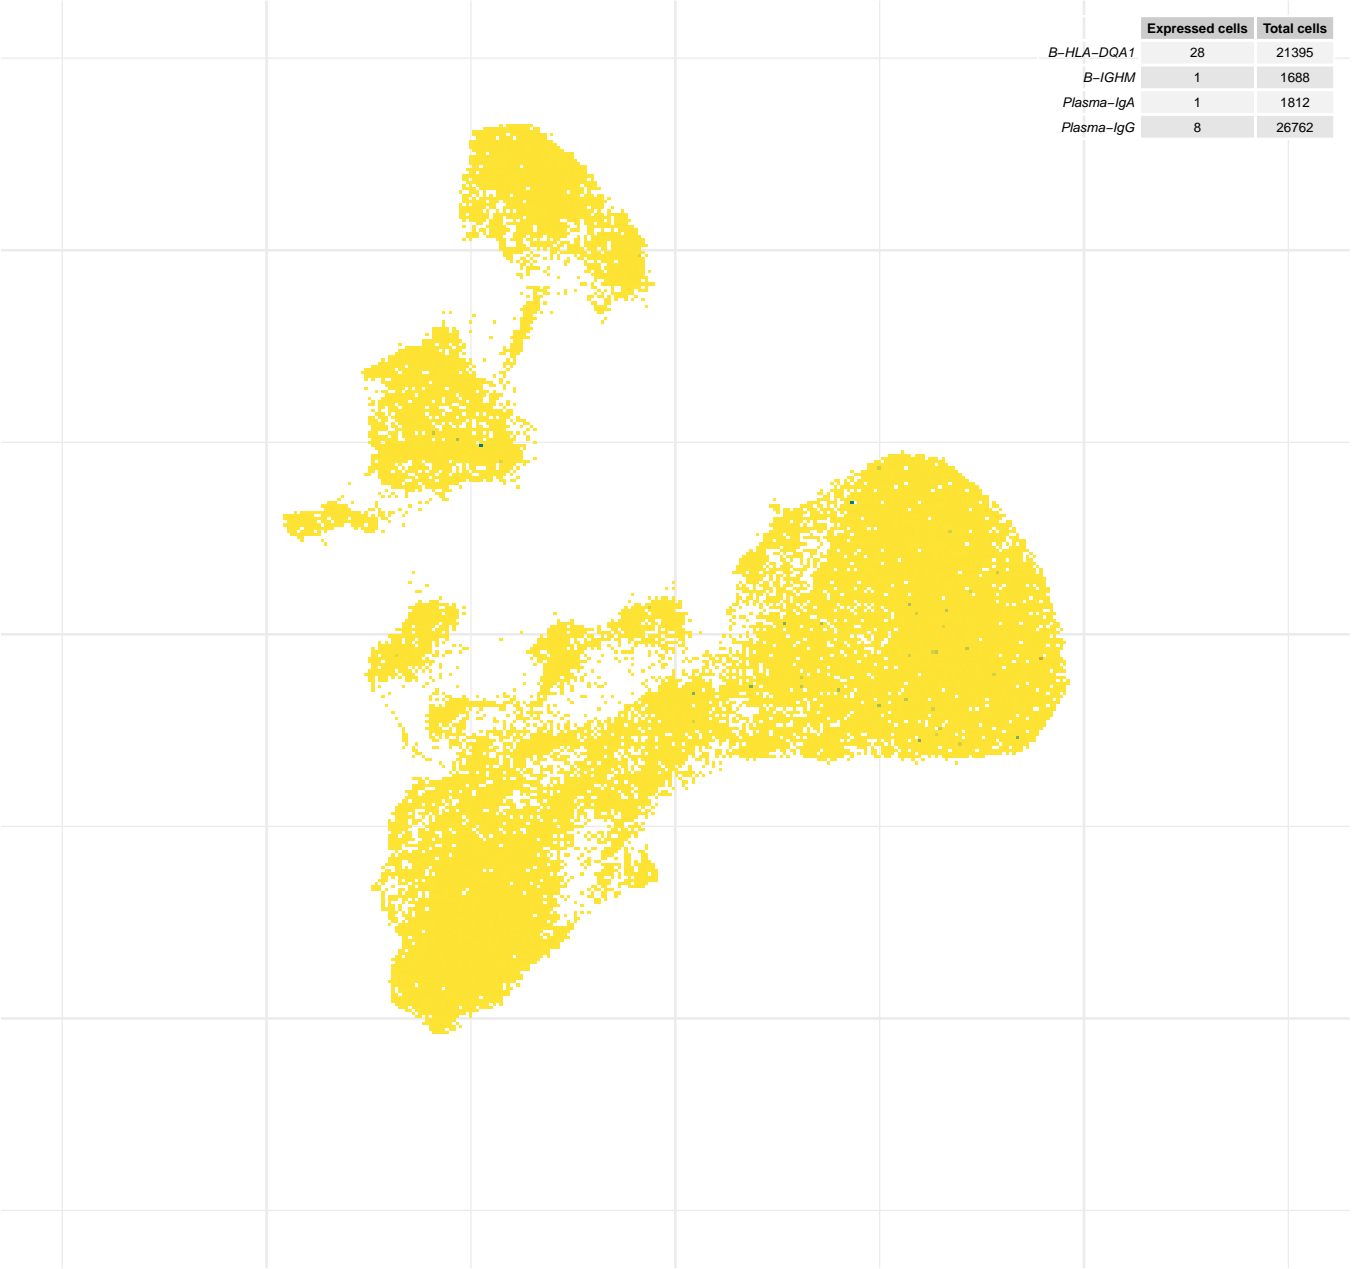 Expressed cells Total cells
B−HLA−DQA1 28 21395
B−IGHM 1 1688
Plasma−IgA 1 1812
Plasma−IgG 8 26762